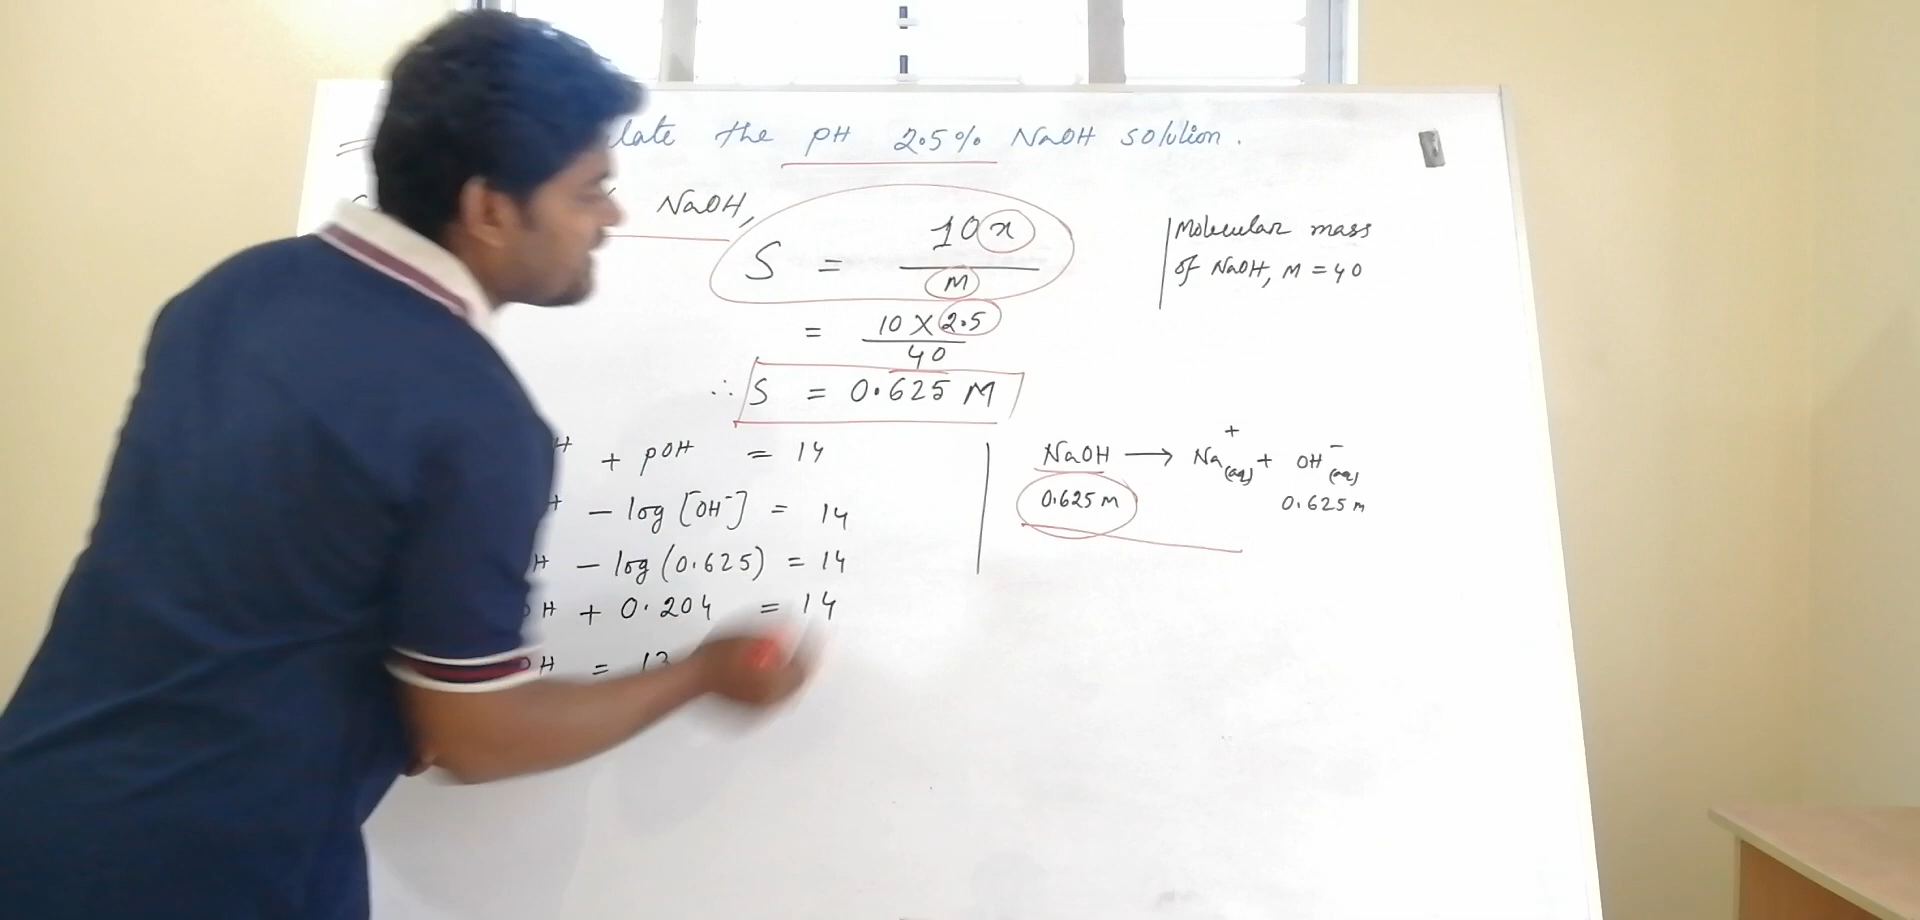 late the pH 2.5% NaOH solution.
NaOH,
S = 10x / M
= 10 X 2.5 / 40
∴ S = 0.625 M
Molecular mass
of NaOH, M = 40
H + pOH = 14
- log [OH⁻] = 14
H - log (0.625) = 14
H + 0.204 = 14
H = 13
NaOH → Na⁺(aq) + OH⁻(aq)
0.625 M 0.625 M